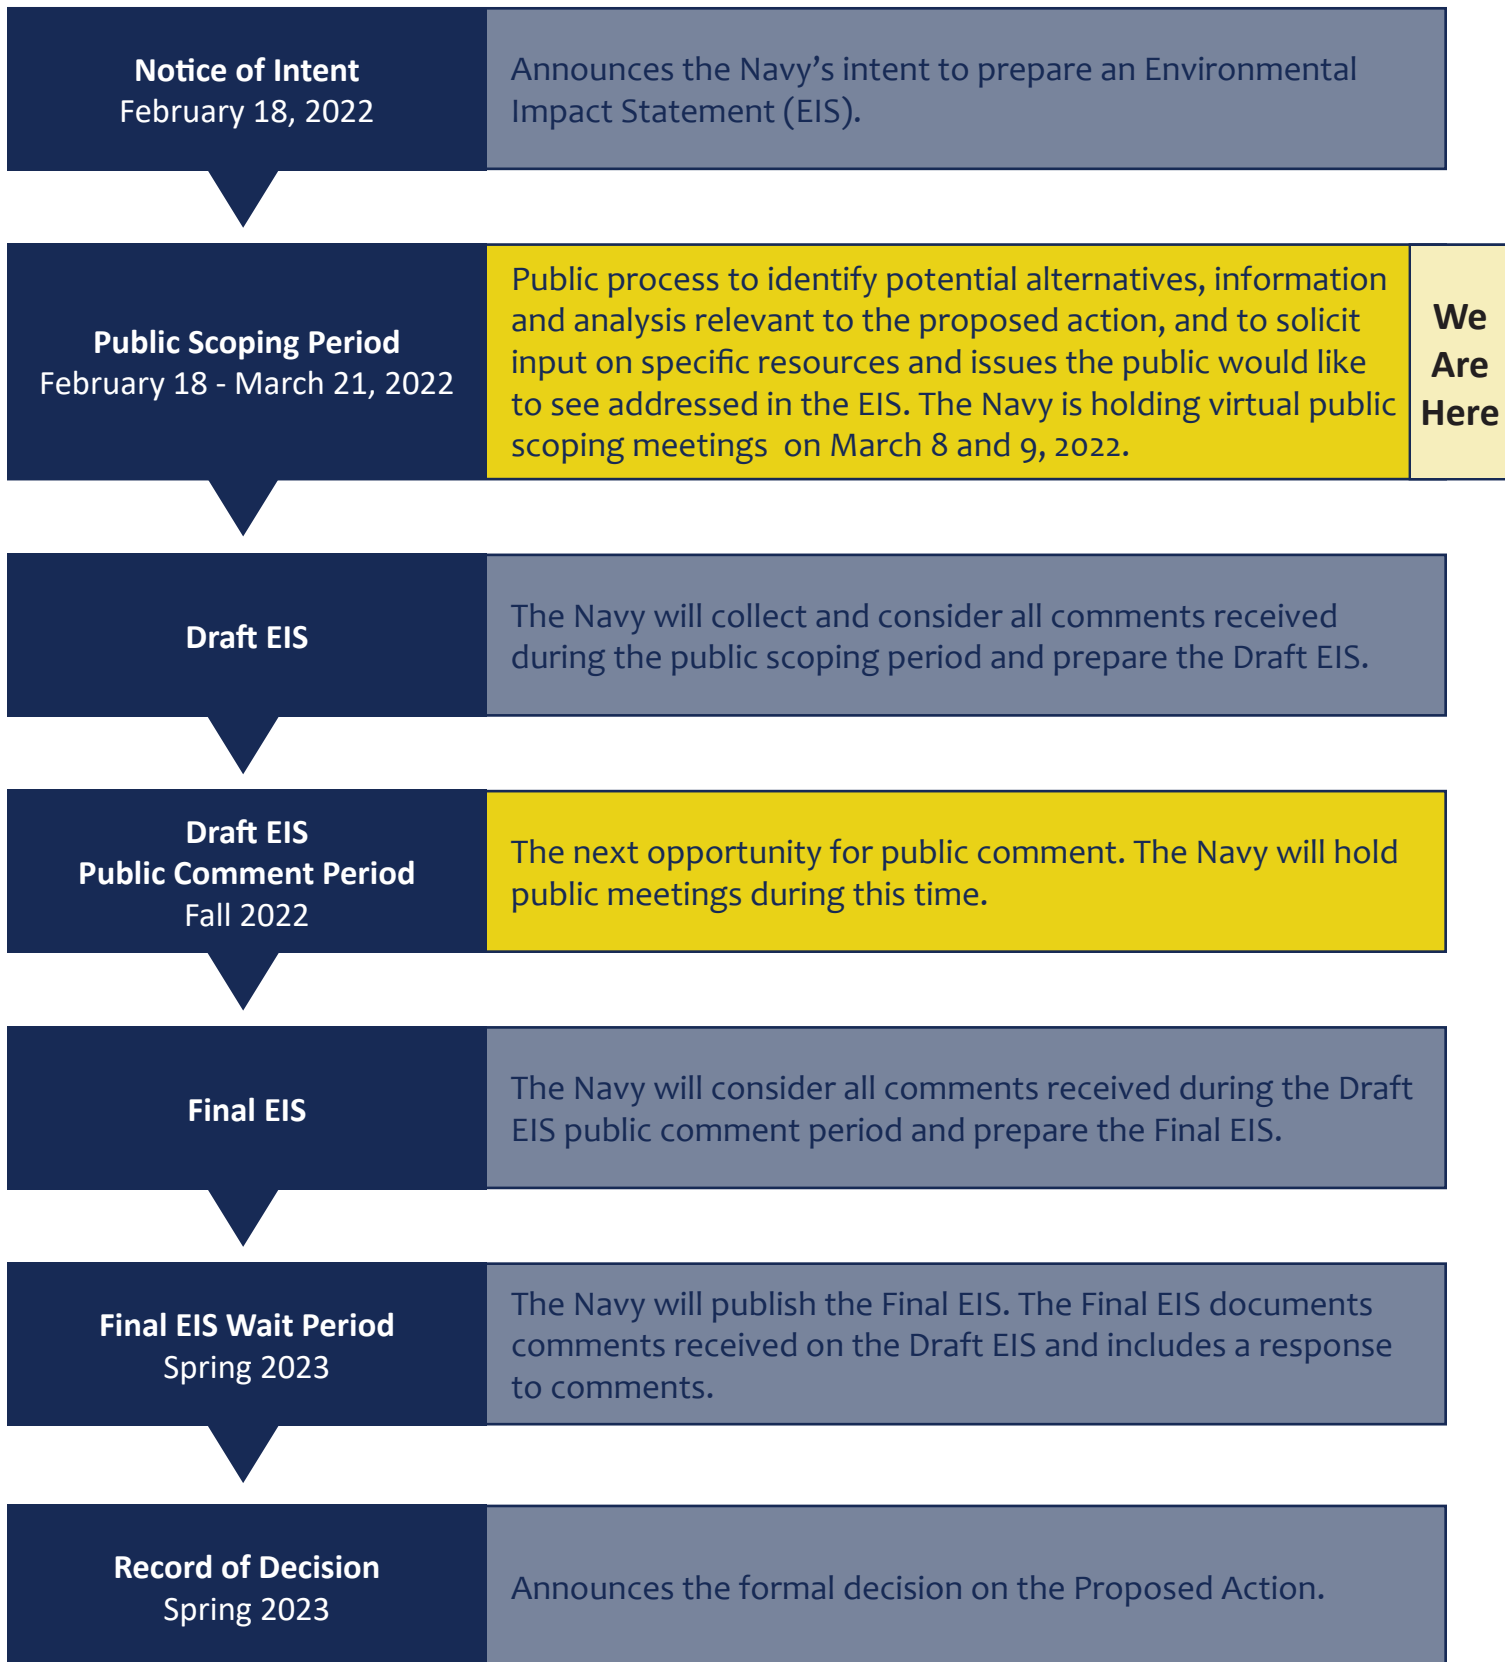 Notice of Intent
February 18, 2022
Announces the Navy's intent to prepare an Environmental
Impact Statement (EIS).
Public Scoping Period
February 18 - March 21, 2022
Public process to identify potential alternatives, information
and analysis relevant to the proposed action, and to solicit
input on specific resources and issues the public would like
to see addressed in the EIS. The Navy is holding virtual public
scoping meetings  on March 8 and 9, 2022.
We
Are
Here
Draft EIS
The Navy will collect and consider all comments received
during the public scoping period and prepare the Draft EIS.
Draft EIS
Public Comment Period
Fall 2022
The next opportunity for public comment. The Navy will hold
public meetings during this time.
Final EIS
The Navy will consider all comments received during the Draft
EIS public comment period and prepare the Final EIS.
Final EIS Wait Period
Spring 2023
The Navy will publish the Final EIS. The Final EIS documents
comments received on the Draft EIS and includes a response
to comments.
Record of Decision
Spring 2023
Announces the formal decision on the Proposed Action.